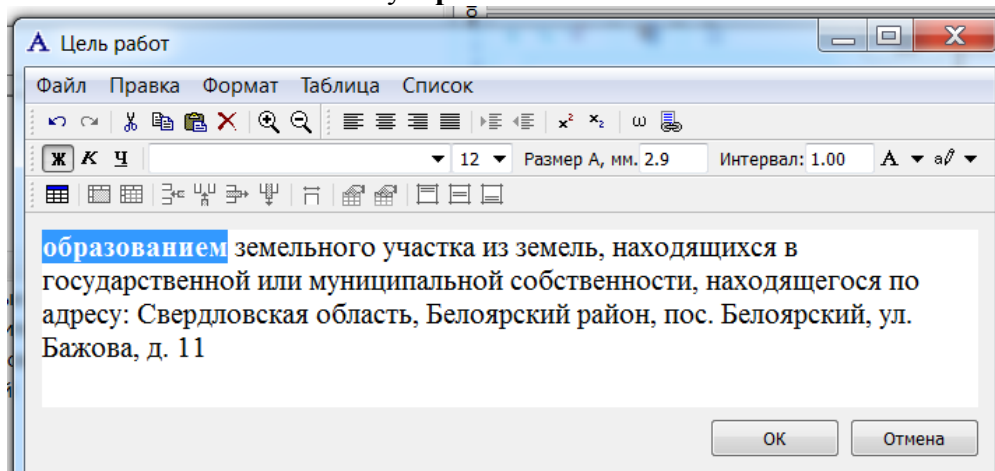 А Цель работ
Файл Правка Формат Таблица Список
x² x₂ ω
Ж К Ч 12 Размер А, мм. 2.9 Интервал: 1.00 А a
образованием земельного участка из земель, находящихся в
государственной или муниципальной собственности, находящегося по
адресу: Свердловская область, Белоярский район, пос. Белоярский, ул.
Бажова, д. 11
ОК Отмена